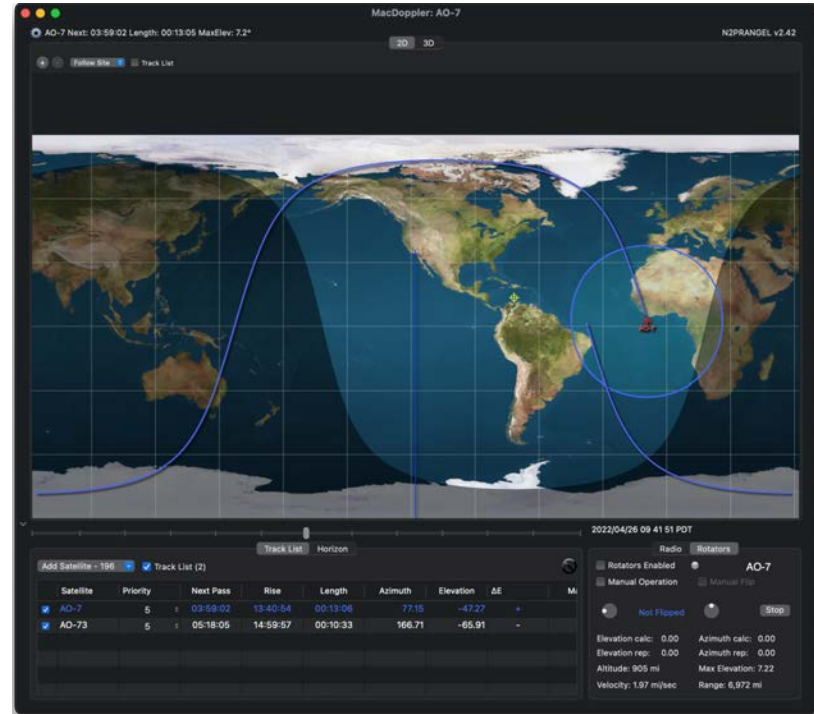 MacDoppler: AO-7
AO-7 Next: 03:59:02 Length: 00:13:05 MaxElev: 7.2° N2PRANGEL v2.42
2D 3D
Follow Site Track List
2022/04/26 09 41 51 PDT
Track List Horizon
Add Satellite - 196 Track List (2)
Satellite Priority Next Pass Rise Length Azimuth Elevation ΔE
AO-7 5 03:59:02 13:40:54 00:13:06 77.15 -47.27 +
AO-73 5 05:18:05 14:59:57 00:10:33 166.71 -65.91 -
Radio Rotators
Rotators Enabled AO-7
Manual Operation Manual Flip
Not Flipped Stop
Elevation calc: 0.00 Azimuth calc: 0.00
Elevation rep: 0.00 Azimuth rep: 0.00
Altitude: 905 mi Max Elevation: 7.22
Velocity: 1.97 mi/sec Range: 6,972 mi